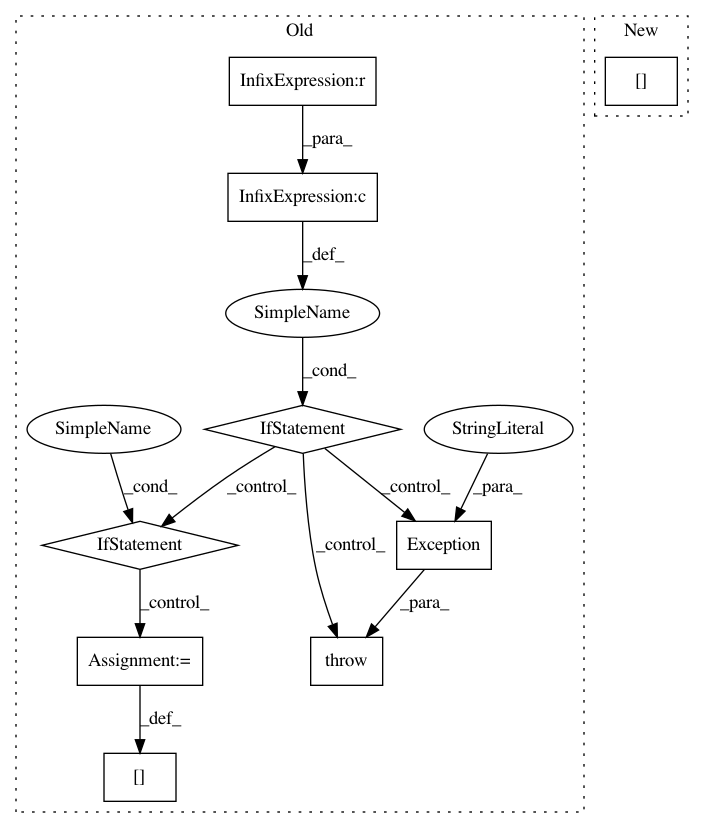 Old
New
InfixExpression:r
[]
_para_
InfixExpression:c
_def_
SimpleName
_cond_
SimpleName
IfStatement
StringLiteral
_cond_
_control_
_control_
_para_
IfStatement
_control_
Exception
_control_
_para_
Assignment:=
throw
_def_
[]